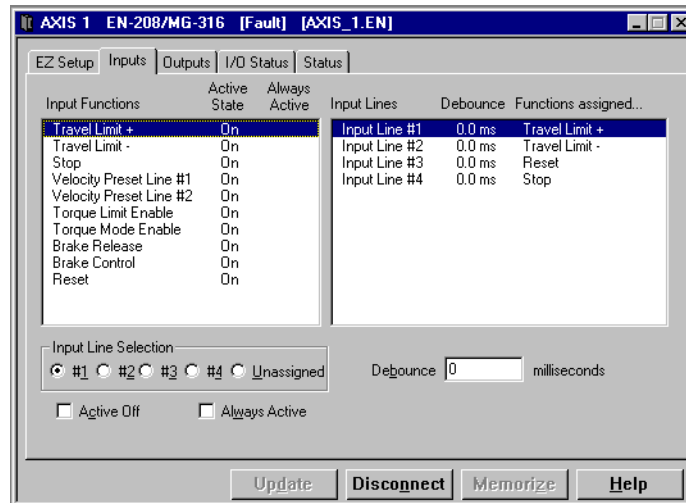 AXIS 1 EN-208/MG-316 [Fault] [AXIS_1.EN]
EZ Setup Inputs Outputs I/O Status Status
Input Functions Active State Always Active Input Lines Debounce Functions assigned...
Travel Limit + On Input Line #1 0.0 ms Travel Limit +
Travel Limit - On Input Line #2 0.0 ms Travel Limit -
Stop On Input Line #3 0.0 ms Reset
Velocity Preset Line #1 On Input Line #4 0.0 ms Stop
Velocity Preset Line #2 On
Torque Limit Enable On
Torque Mode Enable On
Brake Release On
Brake Control On
Reset On
Input Line Selection
#1 #2 #3 #4 Unassigned Debounce 0 milliseconds
Active Off Always Active
Update Disconnect Memorize Help